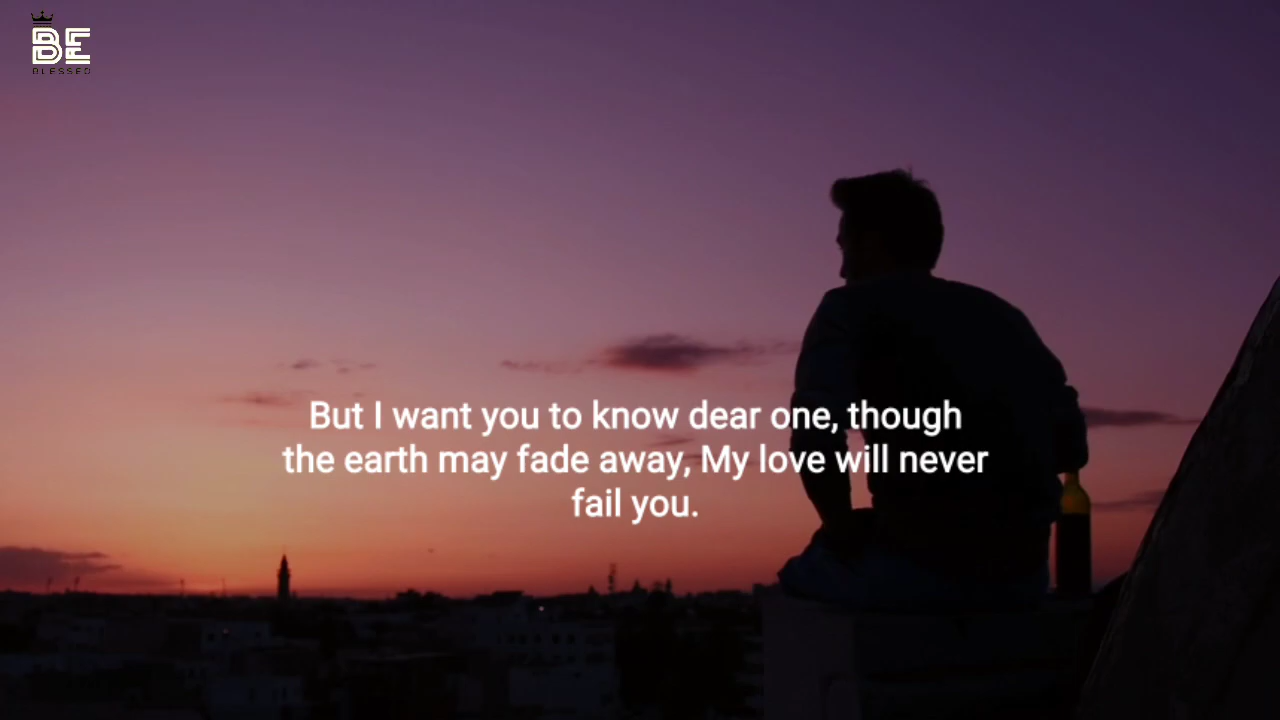 BE
BLESSED
But I want you to know dear one, though
the earth may fade away, My love will never
fail you.